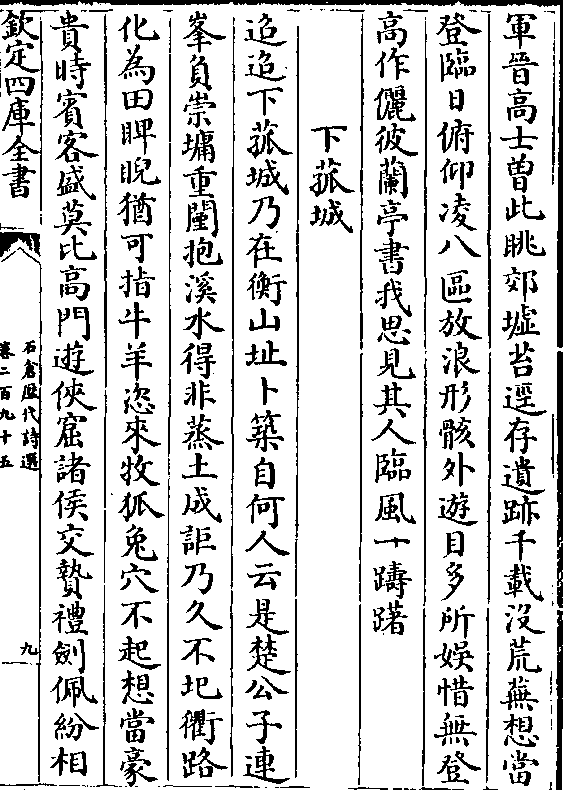 軍晉高士曽此眺郊墟苔逕存遺跡千載没荒蕪想當
登臨日俯仰凌八區放浪形骸外遊目多所娛惜無登
高作儷彼蘭亭書我思見其人臨風一躊躇
下菰城
迢迢下菰城乃在衡山址卜築自何人云是楚公子連
峯負崇墉重闉抱溪水得非蒸土成詎乃久不圮衢路
化為田睥睨猶可指牛羊恣來牧狐兔穴不起想當豪
貴時賓客盛莫比高門遊俠窟諸侯交贄禮劍佩紛相
欽定四庫全書
石倉歴代詩選
卷二百九十五
九